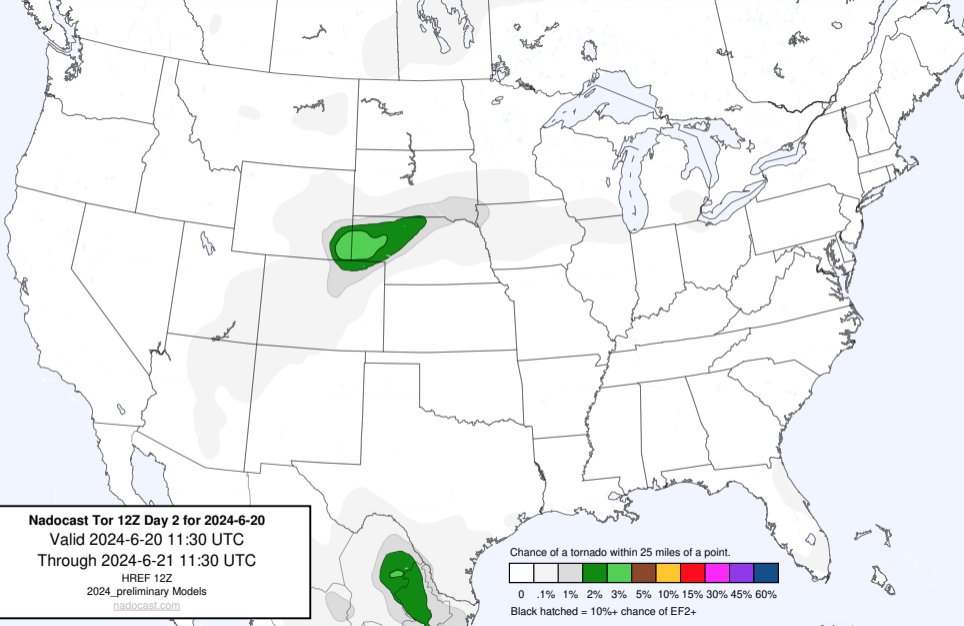 Nadocast Tor 12Z Day 2 for 2024-6-20
Valid 2024-6-20 11:30 UTC
Through 2024-6-21 11:30 UTC
HREF 12Z
2024_preliminary Models
nadocast.com
Chance of a tornado within 25 miles of a point.
0 .1% 1% 2% 3% 5% 10% 15% 30% 45% 60%
Black hatched = 10%+ chance of EF2+